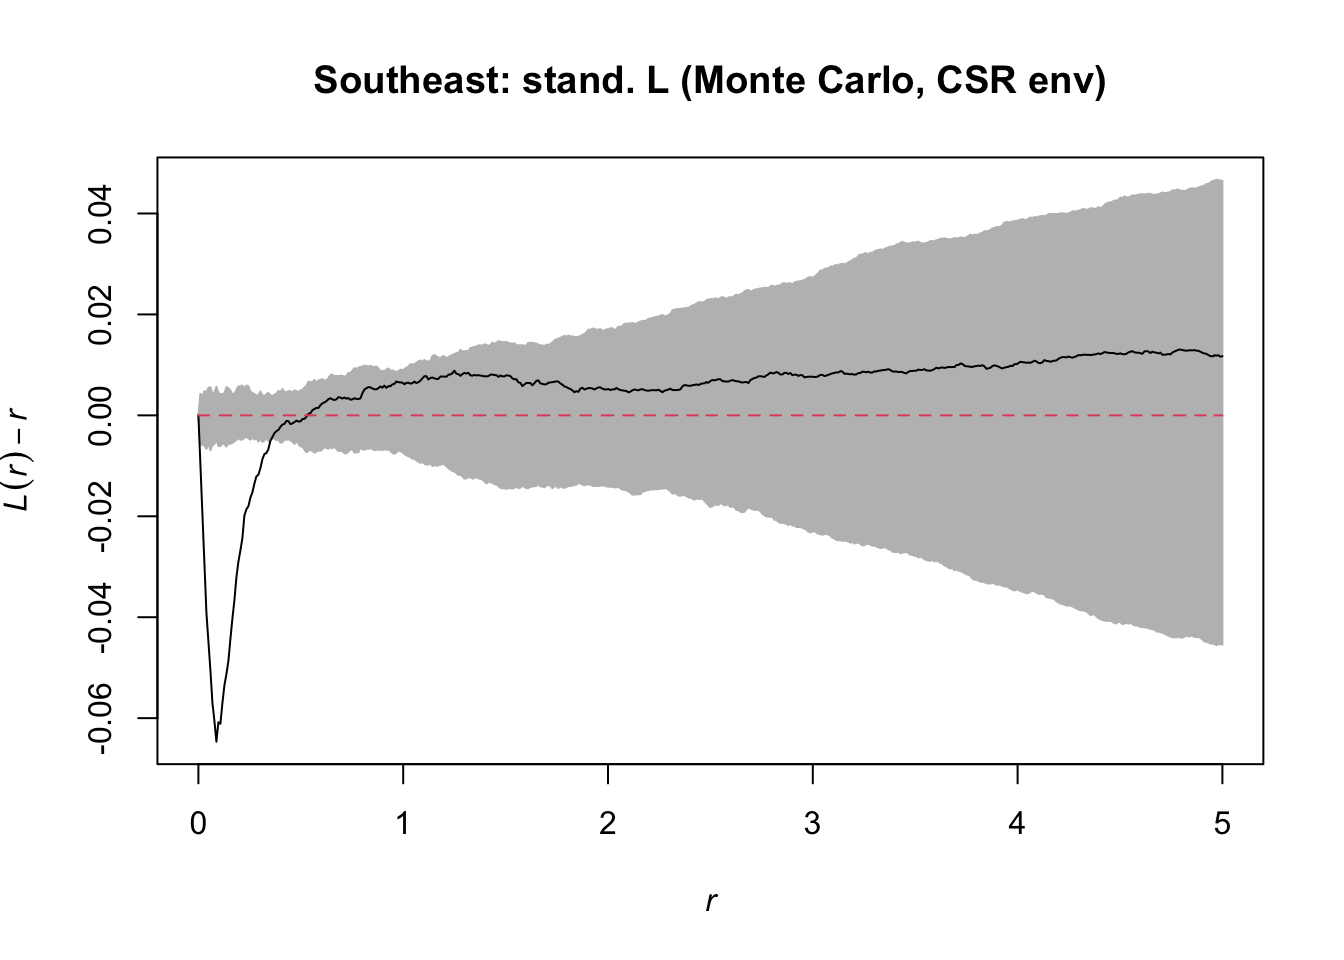 Southeast: stand. L (Monte Carlo, CSR env)
0.04
0.02
0.00
-0.02
-0.04
-0.06
L(r) − r
0 1 2 3 4 5
r